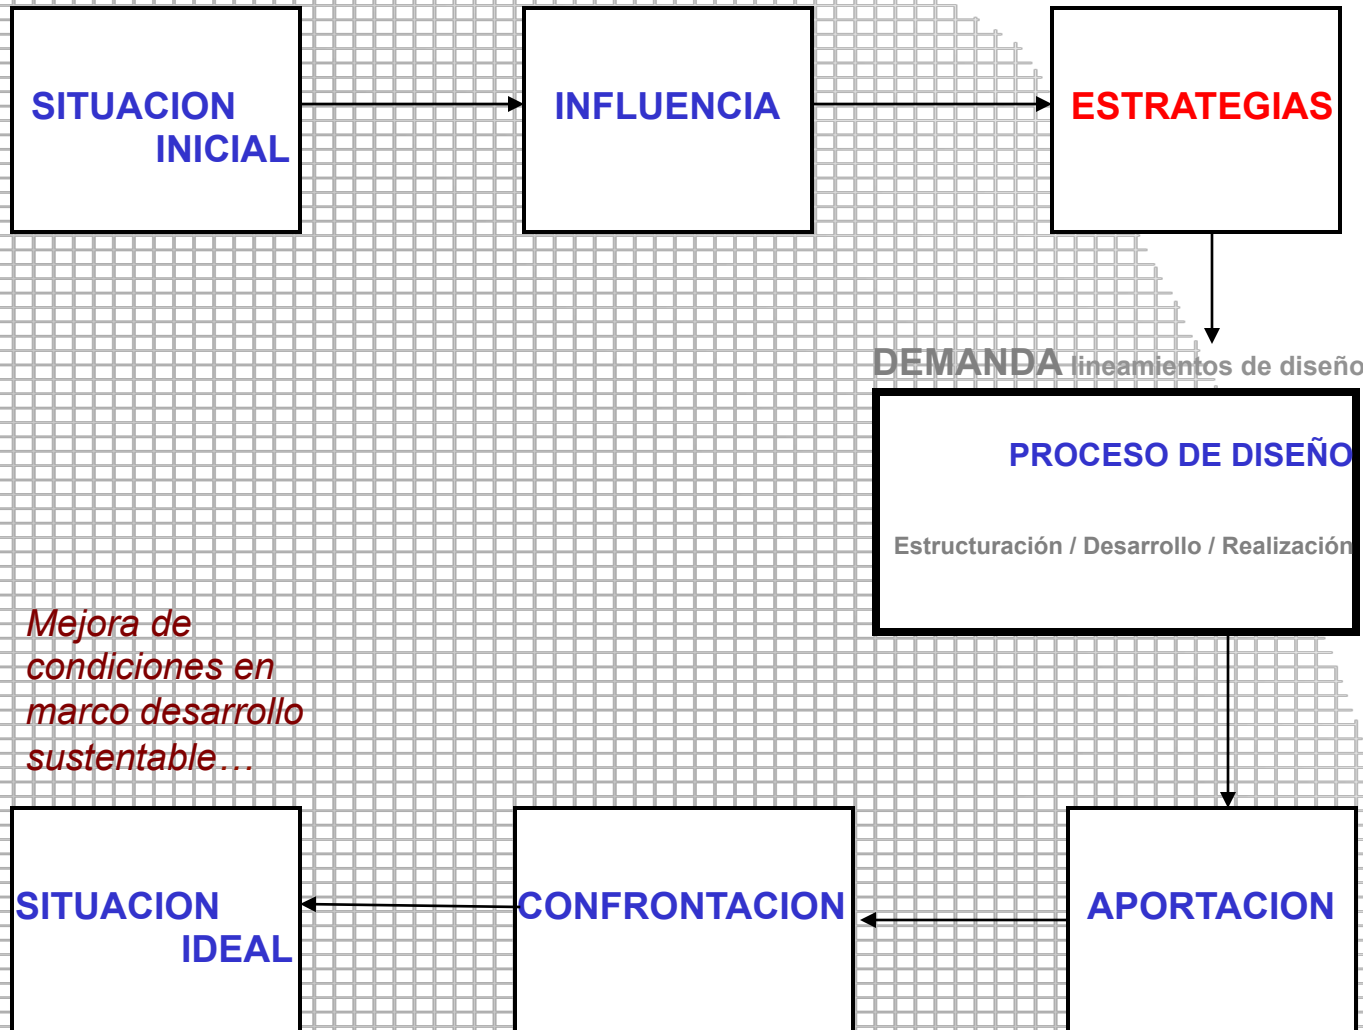 SITUACION
INICIAL
INFLUENCIA
ESTRATEGIAS
DEMANDA lineamientos de diseño
PROCESO DE DISEÑO
Estructuración / Desarrollo / Realización
Mejora de
condiciones en
marco desarrollo
sustentable…
SITUACION
IDEAL
CONFRONTACION
APORTACION